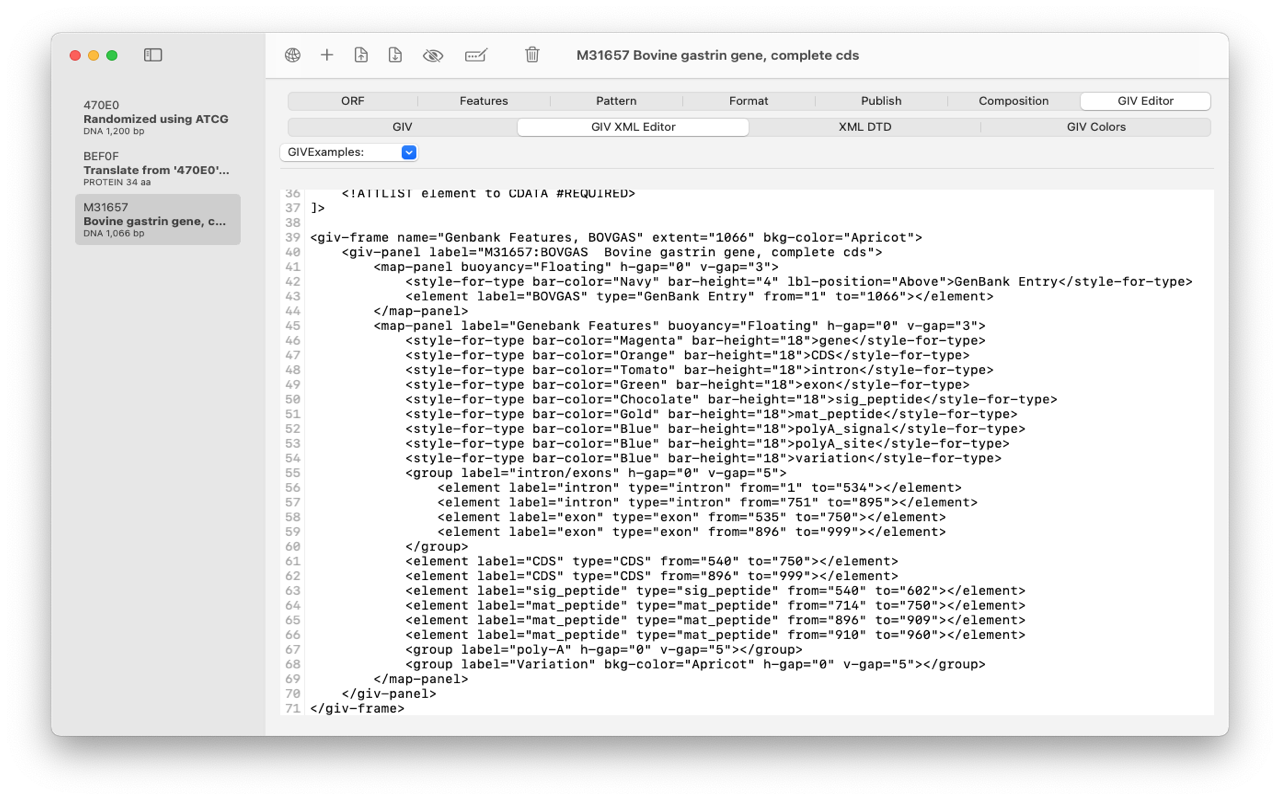 M31657 Bovine gastrin gene, complete cds
470E0
Randomized using ATCG
DNA 1,200 bp
BEF0F
Translate from '470E0'...
PROTEIN 34 aa
M31657
Bovine gastrin gene, c...
DNA 1,066 bp
ORF Features Pattern Format Publish Composition GIV Editor
GIV GIV XML Editor XML DTD GIV Colors
GIVExamples:
36     <!ATTLIST element to CDATA #REQUIRED>
37 ]>
38
39 <giv-frame name="Genbank Features, BOVGAS" extent="1066" bkg-color="Apricot">
40     <giv-panel label="M31657:BOVGAS  Bovine gastrin gene, complete cds">
41         <map-panel buoyancy="Floating" h-gap="0" v-gap="3">
42             <style-for-type bar-color="Navy" bar-height="4" lbl-position="Above">GenBank Entry</style-for-type>
43             <element label="BOVGAS" type="GenBank Entry" from="1" to="1066"></element>
44         </map-panel>
45         <map-panel label="Genebank Features" buoyancy="Floating" h-gap="0" v-gap="3">
46             <style-for-type bar-color="Magenta" bar-height="18">gene</style-for-type>
47             <style-for-type bar-color="Orange" bar-height="18">CDS</style-for-type>
48             <style-for-type bar-color="Tomato" bar-height="18">intron</style-for-type>
49             <style-for-type bar-color="Green" bar-height="18">exon</style-for-type>
50             <style-for-type bar-color="Chocolate" bar-height="18">sig_peptide</style-for-type>
51             <style-for-type bar-color="Gold" bar-height="18">mat_peptide</style-for-type>
52             <style-for-type bar-color="Blue" bar-height="18">polyA_signal</style-for-type>
53             <style-for-type bar-color="Blue" bar-height="18">polyA_site</style-for-type>
54             <style-for-type bar-color="Blue" bar-height="18">variation</style-for-type>
55             <group label="intron/exons" h-gap="0" v-gap="5">
56                 <element label="intron" type="intron" from="1" to="534"></element>
57                 <element label="intron" type="intron" from="751" to="895"></element>
58                 <element label="exon" type="exon" from="535" to="750"></element>
59                 <element label="exon" type="exon" from="896" to="999"></element>
60             </group>
61             <element label="CDS" type="CDS" from="540" to="750"></element>
62             <element label="CDS" type="CDS" from="896" to="999"></element>
63             <element label="sig_peptide" type="sig_peptide" from="540" to="602"></element>
64             <element label="mat_peptide" type="mat_peptide" from="714" to="750"></element>
65             <element label="mat_peptide" type="mat_peptide" from="896" to="909"></element>
66             <element label="mat_peptide" type="mat_peptide" from="910" to="960"></element>
67             <group label="poly-A" h-gap="0" v-gap="5"></group>
68             <group label="Variation" bkg-color="Apricot" h-gap="0" v-gap="5"></group>
69         </map-panel>
70     </giv-panel>
71 </giv-frame>